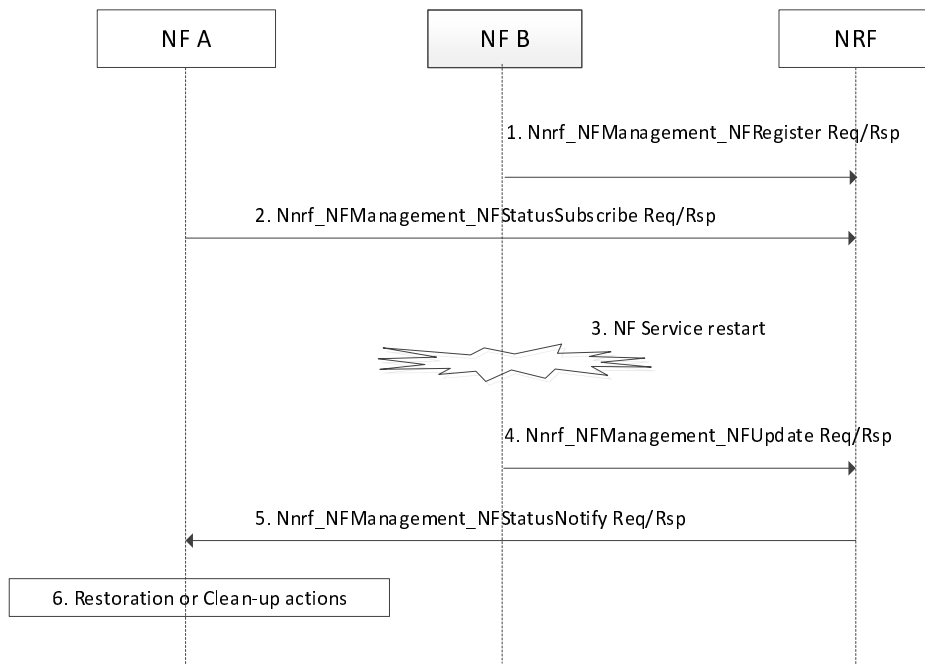 NF A
NF B
NRF
1. Nnrf_NFManagement_NFRegister Req/Rsp
2. Nnrf_NFManagement_NFStatusSubscribe Req/Rsp
3. NF Service restart
4. Nnrf_NFManagement_NFUpdate Req/Rsp
5. Nnrf_NFManagement_NFStatusNotify Req/Rsp
6. Restoration or Clean-up actions